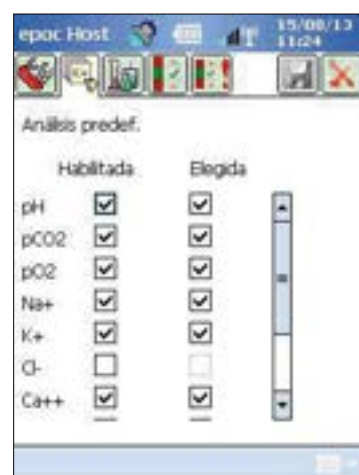 epoc Host 15/08/13
11:24
Análisis predef.
Habilitada Elegida
pH
pCO2
pO2
Na+
K+
Cl-
Ca++